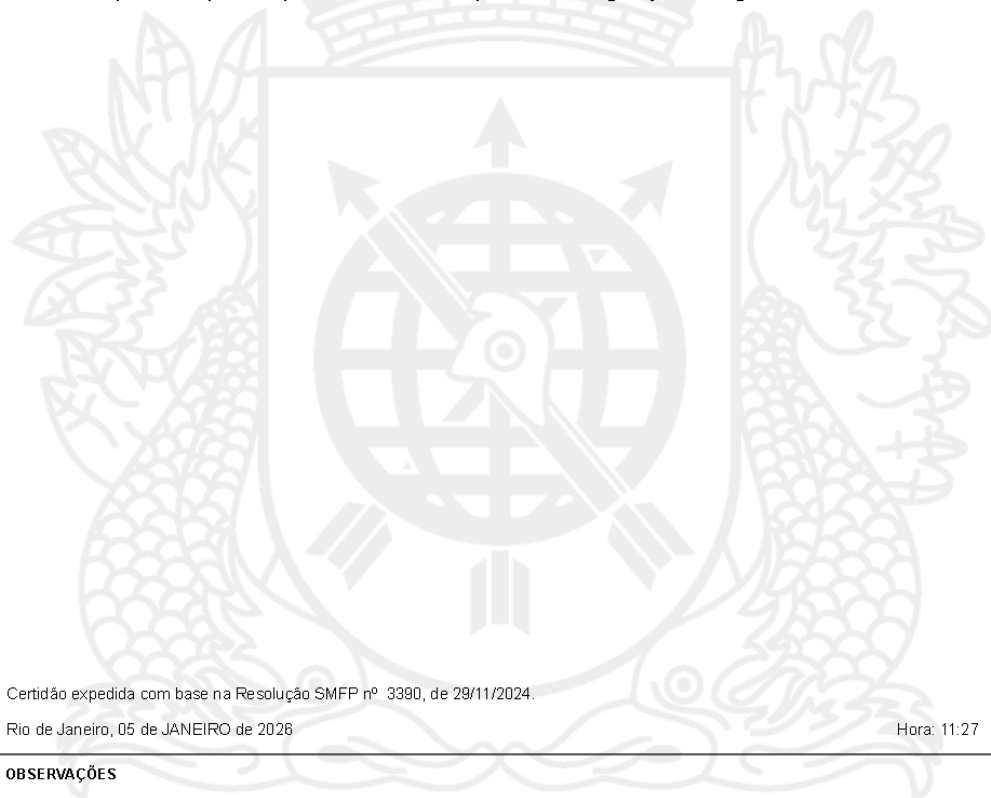 Certidão expedida com base na Resolução SMFP nº 3390, de 29/11/2024.
Rio de Janeiro, 05 de JANEIRO de 2026 Hora: 11:27
OBSERVAÇÕES